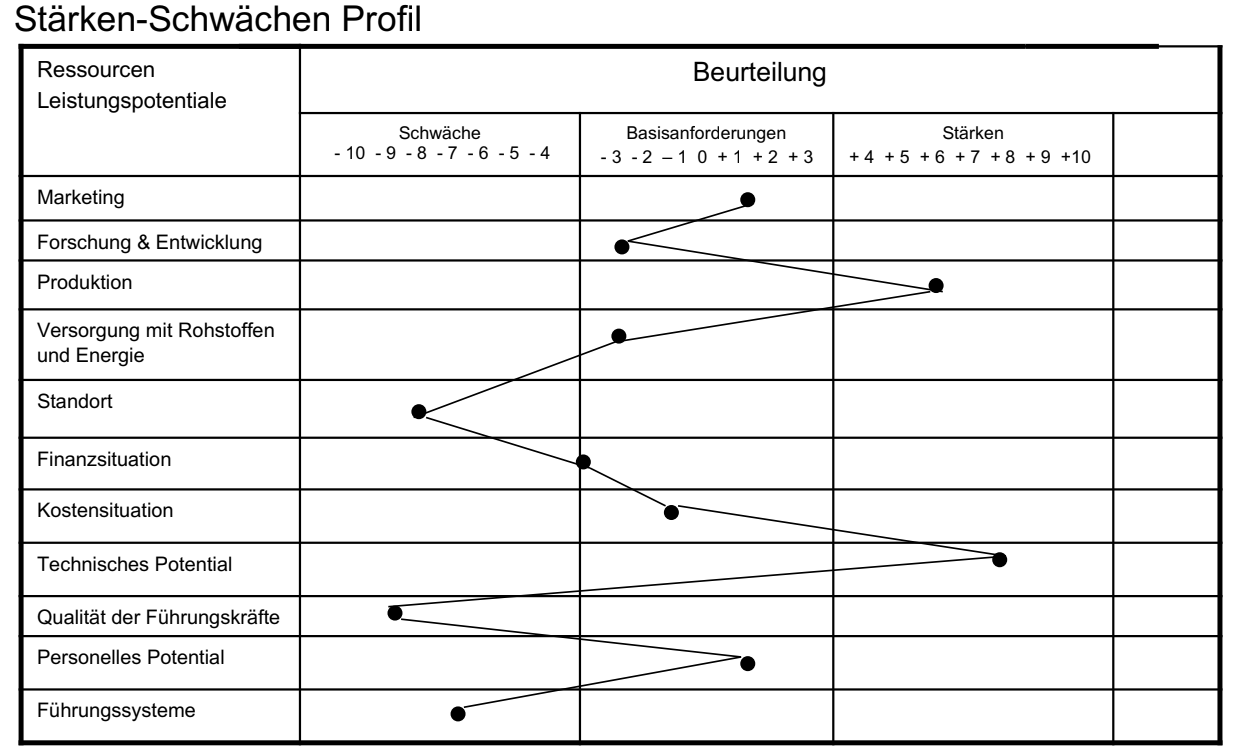 Stärken-Schwächen Profil
Ressourcen
Leistungspotentiale
Beurteilung
Schwäche
- 10 - 9 - 8 - 7 - 6 - 5 - 4
Basisanforderungen
- 3 - 2 – 1 0 + 1 + 2 + 3
Stärken
+ 4 + 5 + 6 + 7 + 8 + 9 +10
Marketing
Forschung & Entwicklung
Produktion
Versorgung mit Rohstoffen
und Energie
Standort
Finanzsituation
Kostensituation
Technisches Potential
Qualität der Führungskräfte
Personelles Potential
Führungssysteme